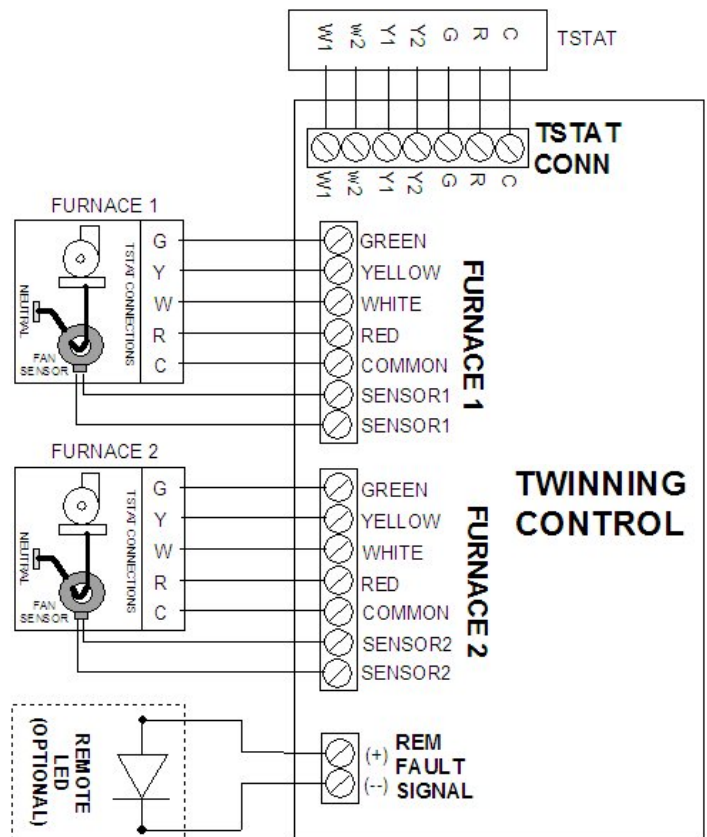 W1 w2 Y1 Y2 G R C
TSTAT
TSTAT
CONN
W1 w2 Y1 Y2 G R C
FURNACE 1
TSTAT CONNECTIONS
NEUTRAL
FAN
SENSOR
G
Y
W
R
C
GREEN
YELLOW
WHITE
RED
COMMON
SENSOR1
SENSOR1
FURNACE 1
FURNACE 2
TSTAT CONNECTIONS
NEUTRAL
FAN
SENSOR
G
Y
W
R
C
GREEN
YELLOW
WHITE
RED
COMMON
SENSOR2
SENSOR2
FURNACE 2
TWINNING
CONTROL
REMOTE
LED
(OPTIONAL)
(+) REM
FAULT
(--) SIGNAL